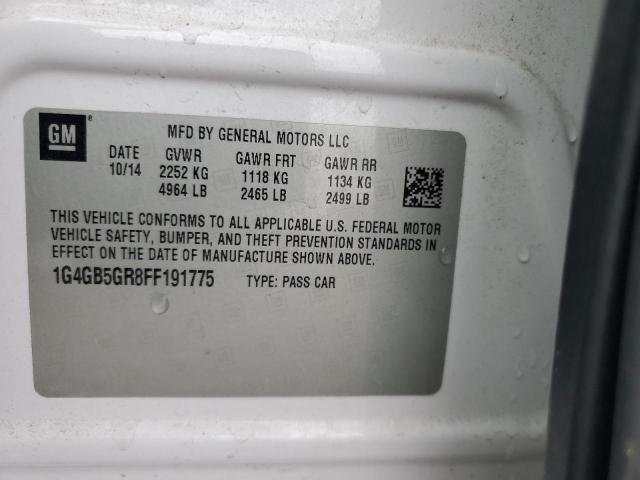 GM ®
MFD BY GENERAL MOTORS LLC
DATE GVWR GAWR FRT GAWR RR
10/14 2252 KG 1118 KG 1134 KG
4964 LB 2465 LB 2499 LB
THIS VEHICLE CONFORMS TO ALL APPLICABLE U.S. FEDERAL MOTOR
VEHICLE SAFETY, BUMPER, AND THEFT PREVENTION STANDARDS IN
EFFECT ON THE DATE OF MANUFACTURE SHOWN ABOVE.
1G4GB5GR8FF191775 TYPE: PASS CAR